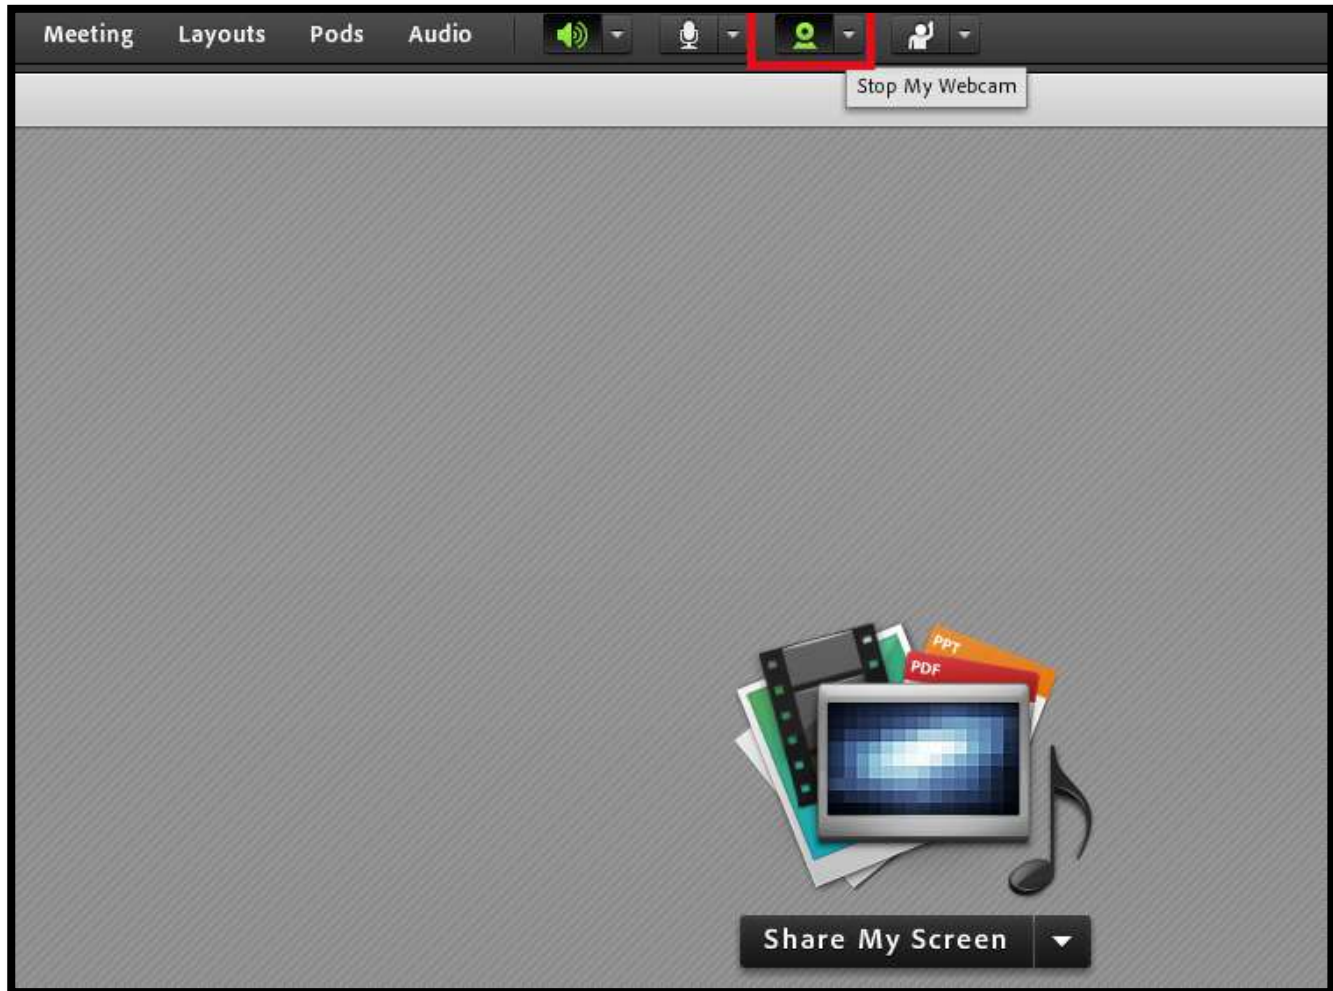 Meeting Layouts Pods Audio
Stop My Webcam
PPT
PDF
Share My Screen